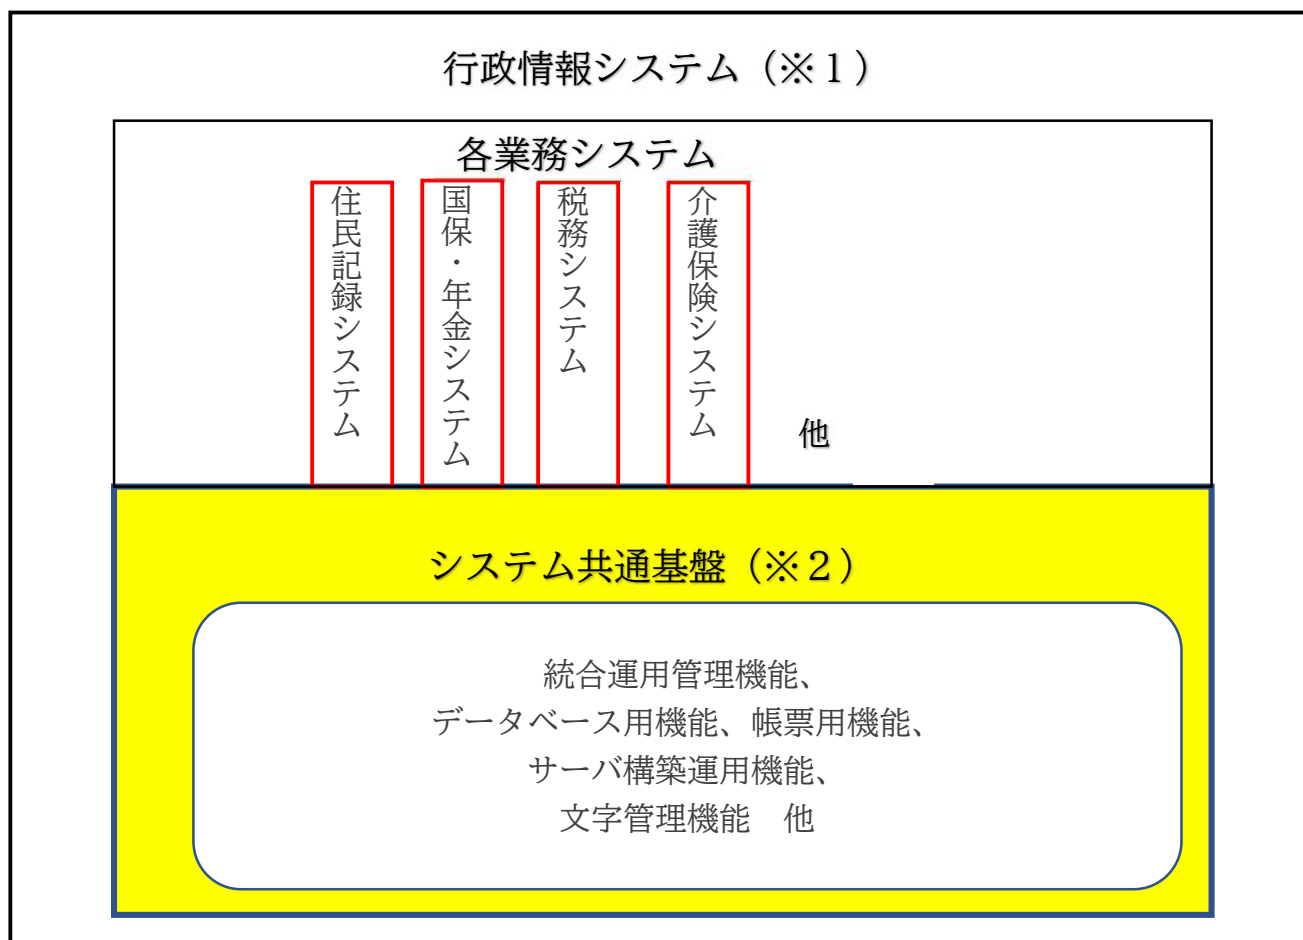 行政情報システム（※１）
各業務システム
住民記録システム
国保・年金システム
税務システム
介護保険システム
他
システム共通基盤（※２）
統合運用管理機能、
データベース用機能、帳票用機能、
サーバ構築運用機能、
文字管理機能　他